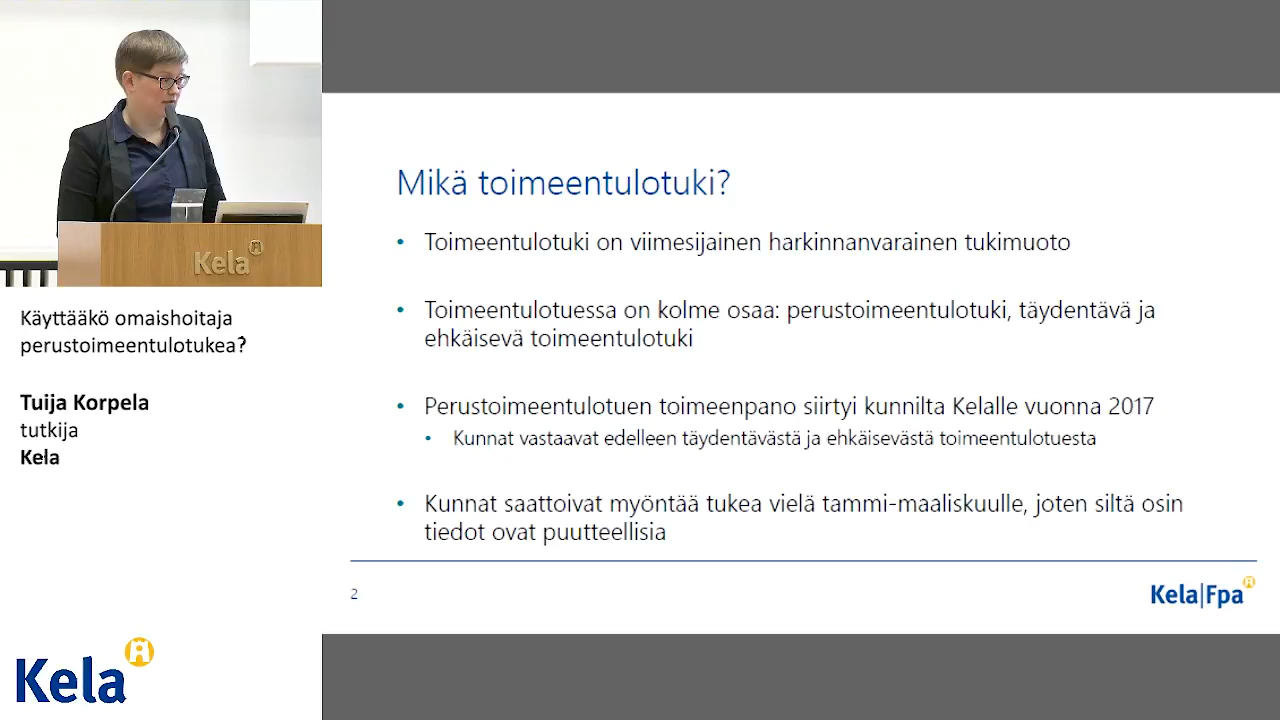 Kela
Käyttääkö omaishoitaja
perustoimeentulotukea?
Tuija Korpela
tutkija
Kela
Kela
Mikä toimeentulotuki?
• Toimeentulotuki on viimesijainen harkinnanvarainen tukimuoto
• Toimeentulotuessa on kolme osaa: perustoimeentulotuki, täydentävä ja
ehkäisevä toimeentulotuki
• Perustoimeentulotuen toimeenpano siirtyi kunnilta Kelalle vuonna 2017
• Kunnat vastaavat edelleen täydentävästä ja ehkäisevästä toimeentulotuesta
• Kunnat saattoivat myöntää tukea vielä tammi-maaliskuulle, joten siltä osin
tiedot ovat puutteellisia
2
Kela|Fpa